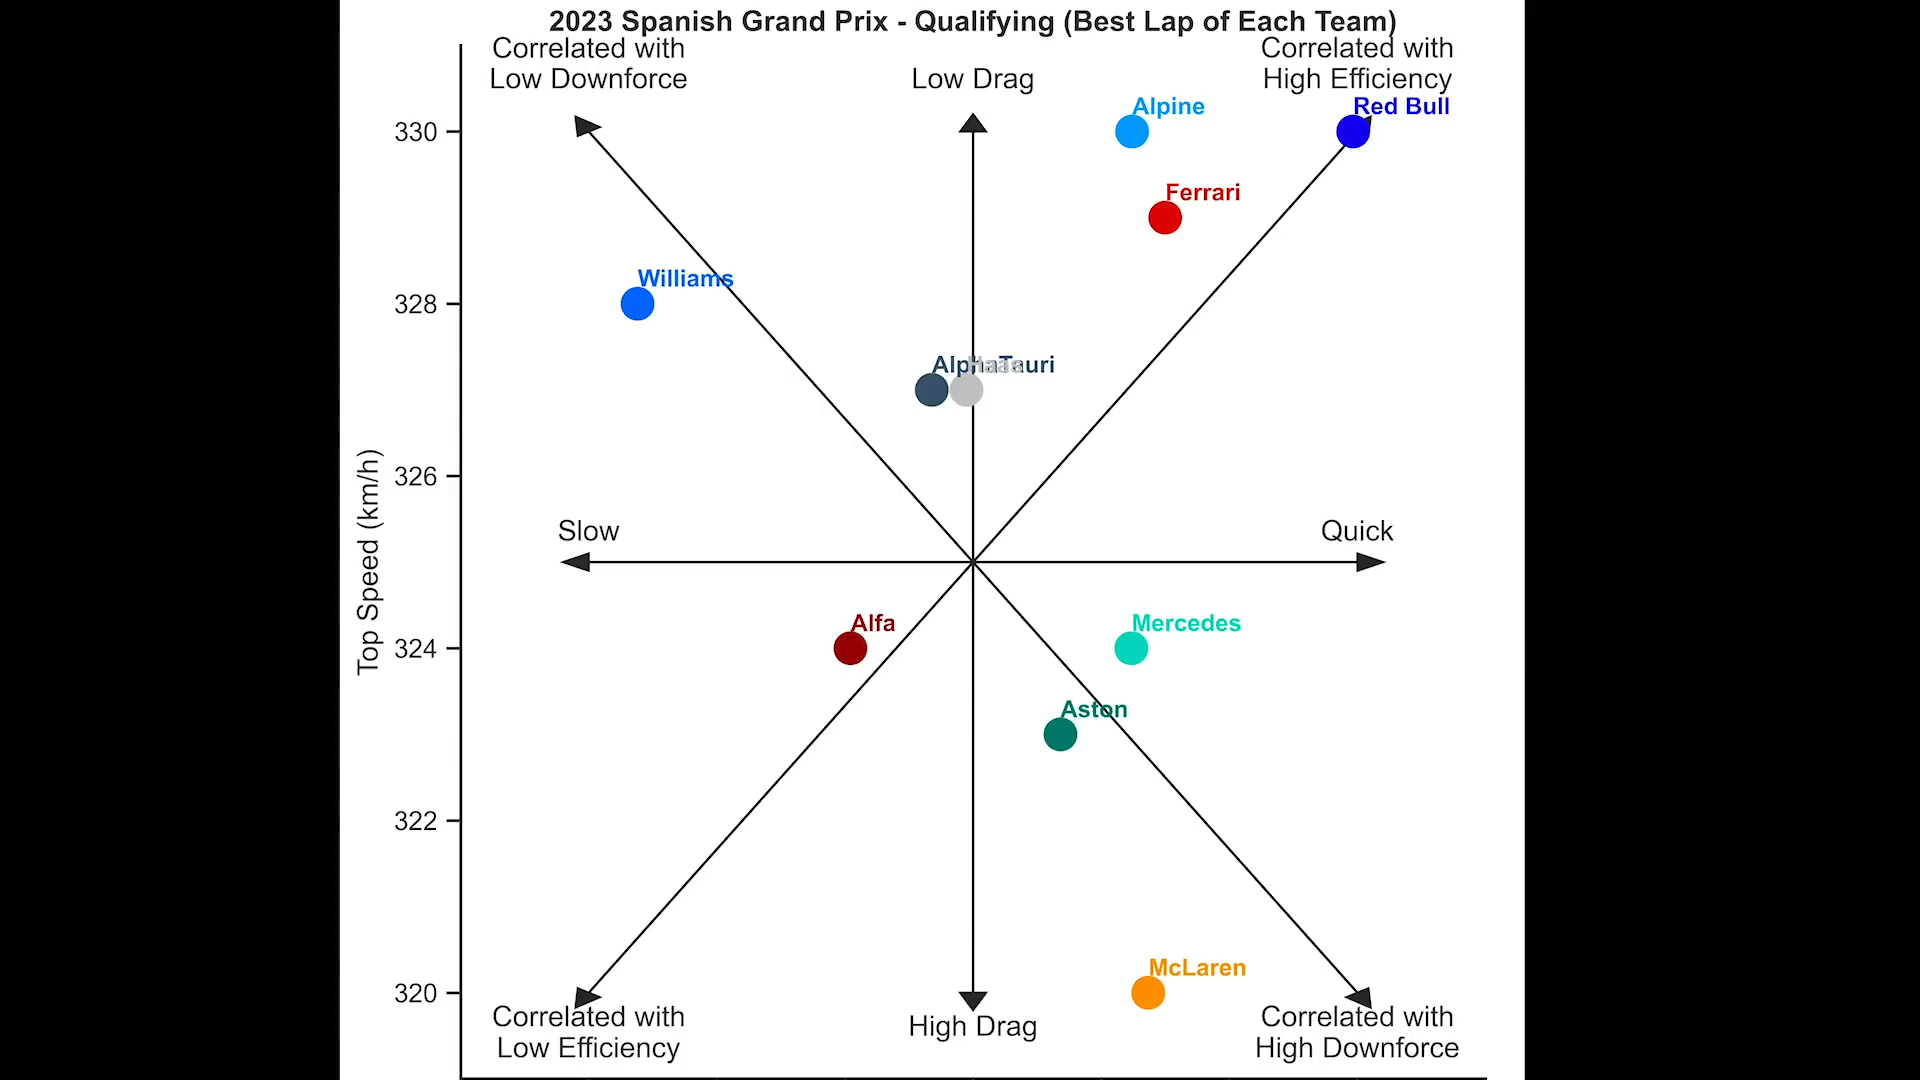 2023 Spanish Grand Prix - Qualifying (Best Lap of Each Team)
Correlated with
Low Downforce
Low Drag
Correlated with
High Efficiency
Alpine
Red Bull
330
Ferrari
Williams
328
AlphaTauri
Haas
326
Top Speed (km/h)
Slow
Quick
Alfa
Mercedes
324
Aston
322
McLaren
320
Correlated with
Low Efficiency
High Drag
Correlated with
High Downforce